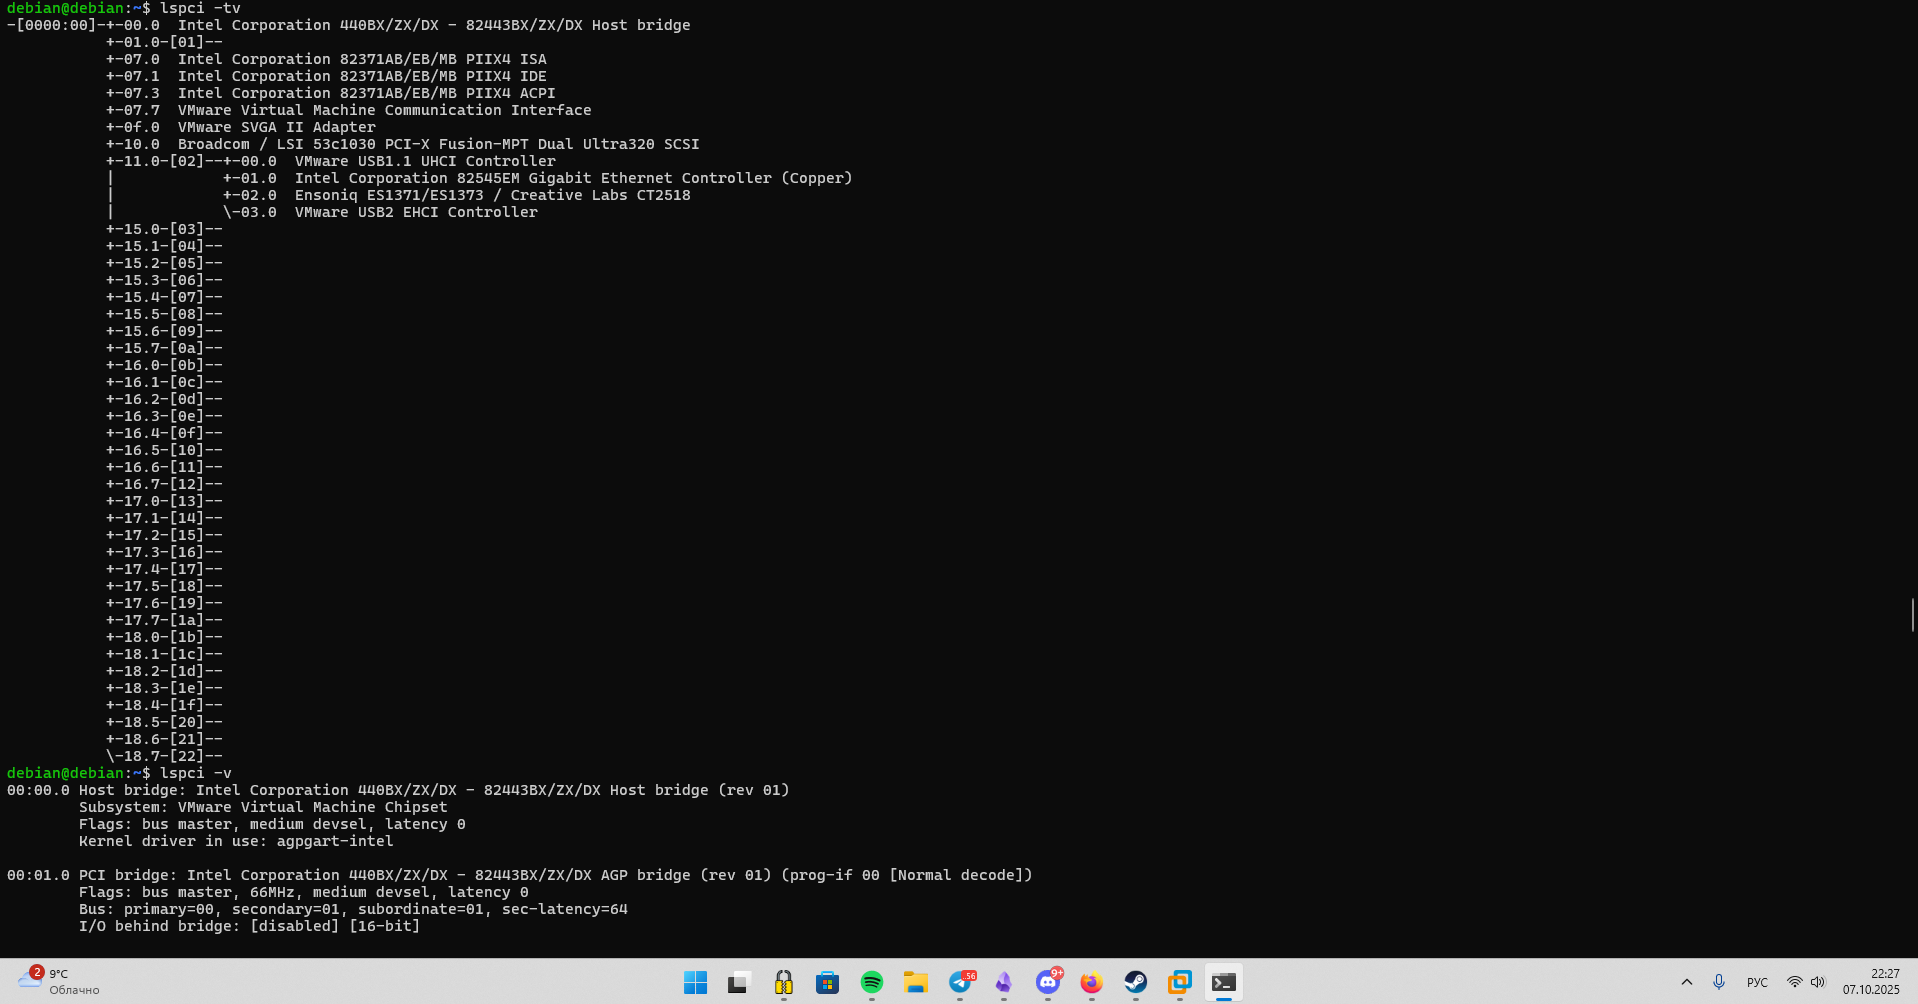 debian@debian:~$ lspci -tv
-[0000:00]-+-00.0  Intel Corporation 440BX/ZX/DX - 82443BX/ZX/DX Host bridge
           +-01.0-[01]--
           +-07.0  Intel Corporation 82371AB/EB/MB PIIX4 ISA
           +-07.1  Intel Corporation 82371AB/EB/MB PIIX4 IDE
           +-07.3  Intel Corporation 82371AB/EB/MB PIIX4 ACPI
           +-07.7  VMware Virtual Machine Communication Interface
           +-0f.0  VMware SVGA II Adapter
           +-10.0  Broadcom / LSI 53c1030 PCI-X Fusion-MPT Dual Ultra320 SCSI
           +-11.0-[02]--+-00.0  VMware USB1.1 UHCI Controller
           |            +-01.0  Intel Corporation 82545EM Gigabit Ethernet Controller (Copper)
           |            +-02.0  Ensoniq ES1371/ES1373 / Creative Labs CT2518
           |            \-03.0  VMware USB2 EHCI Controller
           +-15.0-[03]--
           +-15.1-[04]--
           +-15.2-[05]--
           +-15.3-[06]--
           +-15.4-[07]--
           +-15.5-[08]--
           +-15.6-[09]--
           +-15.7-[0a]--
           +-16.0-[0b]--
           +-16.1-[0c]--
           +-16.2-[0d]--
           +-16.3-[0e]--
           +-16.4-[0f]--
           +-16.5-[10]--
           +-16.6-[11]--
           +-16.7-[12]--
           +-17.0-[13]--
           +-17.1-[14]--
           +-17.2-[15]--
           +-17.3-[16]--
           +-17.4-[17]--
           +-17.5-[18]--
           +-17.6-[19]--
           +-17.7-[1a]--
           +-18.0-[1b]--
           +-18.1-[1c]--
           +-18.2-[1d]--
           +-18.3-[1e]--
           +-18.4-[1f]--
           +-18.5-[20]--
           +-18.6-[21]--
           \-18.7-[22]--
debian@debian:~$ lspci -v
00:00.0 Host bridge: Intel Corporation 440BX/ZX/DX - 82443BX/ZX/DX Host bridge (rev 01)
        Subsystem: VMware Virtual Machine Chipset
        Flags: bus master, medium devsel, latency 0
        Kernel driver in use: agpgart-intel

00:01.0 PCI bridge: Intel Corporation 440BX/ZX/DX - 82443BX/ZX/DX AGP bridge (rev 01) (prog-if 00 [Normal decode])
        Flags: bus master, 66MHz, medium devsel, latency 0
        Bus: primary=00, secondary=01, subordinate=01, sec-latency=64
        I/O behind bridge: [disabled] [16-bit]
2
9°C
Облачно
56
9+
РУС
22:27
07.10.2025